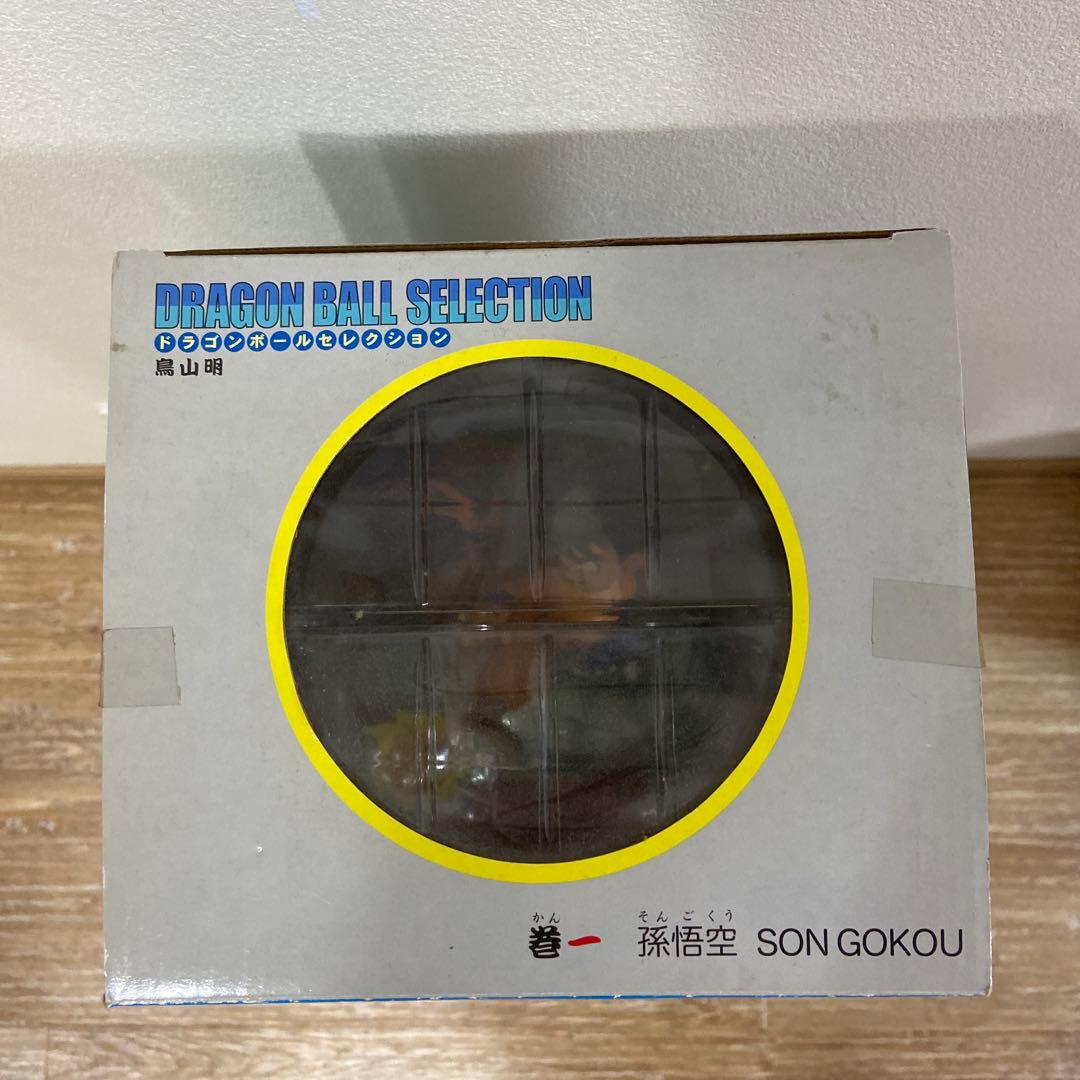 DRAGON BALL SELECTION
ドラゴンボールセレクション
鳥山明
かん そんごくう
巻一 孫悟空 SON GOKOU